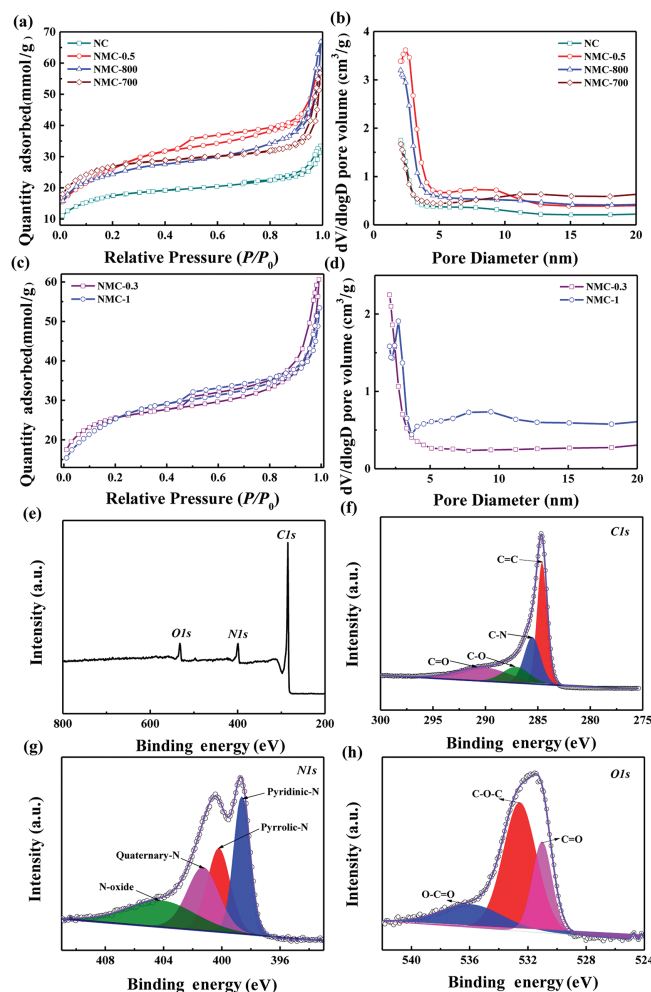 (a)
70
60
50
40
30
20
10
Quantity adsorbed(mmol/g)
NC
NMC-0.5
NMC-800
NMC-700
0.0 0.2 0.4 0.6 0.8 1.0
Relative Pressure (P/P0)
(b)
4
3
2
1
0
dV/dlogD pore volume (cm3/g)
NC
NMC-0.5
NMC-800
NMC-700
0 5 10 15 20
Pore Diameter (nm)
(c)
60
50
40
30
20
Quantity adsorbed(mmol/g)
NMC-0.3
NMC-1
0.0 0.2 0.4 0.6 0.8 1.0
Relative Pressure (P/P0)
(d)
2
1
0
dV/dlogD pore volume (cm3/g)
NMC-0.3
NMC-1
5 10 15 20
Pore Diameter (nm)
(e)
Intensity (a.u.)
C1s
O1s
N1s
800 600 400 200
Binding energy (eV)
(f)
Intensity (a.u.)
C1s
C=C
C-N
C-O
C=O
300 295 290 285 280 275
Binding energy (eV)
(g)
Intensity (a.u.)
N1s
Pyridinic-N
Pyrrolic-N
Quaternary-N
N-oxide
408 404 400 396
Binding energy (eV)
(h)
Intensity (a.u.)
O1s
C-O-C
C=O
O-C=O
540 536 532 528 524
Binding energy (eV)